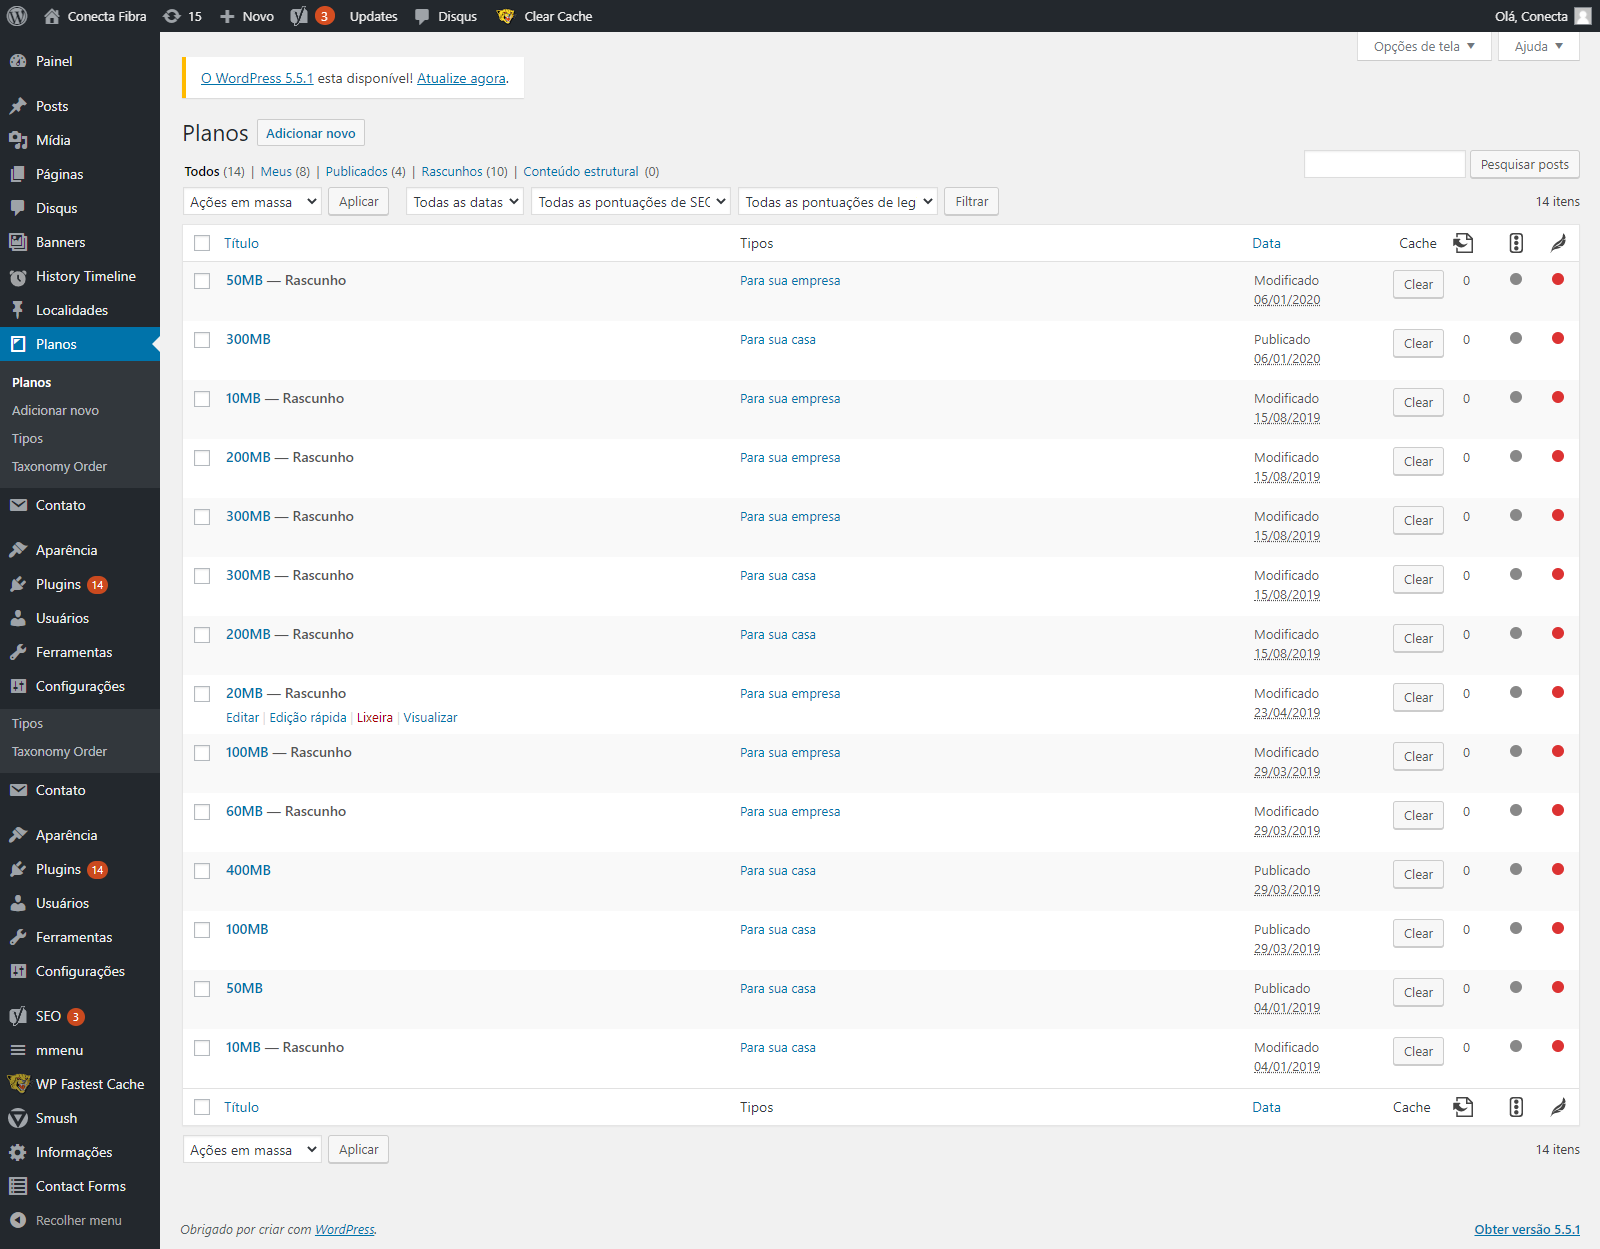 Conecta Fibra 15 Novo 3 Updates Disqus Clear Cache Olá, Conecta
Opções de tela Ajuda
O WordPress 5.5.1 esta disponível! Atualize agora.
Planos Adicionar novo
Todos (14) | Meus (8) | Publicados (4) | Rascunhos (10) | Conteúdo estrutural (0)
Pesquisar posts
Ações em massa Aplicar Todas as datas Todas as pontuações de SEC Todas as pontuações de leg Filtrar 14 itens
Título Tipos Data Cache
50MB — Rascunho Para sua empresa Modificado Clear 0
06/01/2020
300MB Para sua casa Publicado Clear 0
06/01/2020
10MB — Rascunho Para sua empresa Modificado Clear 0
15/08/2019
200MB — Rascunho Para sua empresa Modificado Clear 0
15/08/2019
300MB — Rascunho Para sua empresa Modificado Clear 0
15/08/2019
300MB — Rascunho Para sua casa Modificado Clear 0
15/08/2019
200MB — Rascunho Para sua casa Modificado Clear 0
15/08/2019
20MB — Rascunho Para sua empresa Modificado Clear 0
Editar | Edição rápida | Lixeira | Visualizar 23/04/2019
100MB — Rascunho Para sua empresa Modificado Clear 0
29/03/2019
60MB — Rascunho Para sua empresa Modificado Clear 0
29/03/2019
400MB Para sua casa Publicado Clear 0
29/03/2019
100MB Para sua casa Publicado Clear 0
29/03/2019
50MB Para sua casa Publicado Clear 0
04/01/2019
10MB — Rascunho Para sua casa Modificado Clear 0
04/01/2019
Título Tipos Data Cache
Ações em massa Aplicar 14 itens
Obrigado por criar com WordPress. Obter versão 5.5.1
Painel
Posts
Mídia
Páginas
Disqus
Banners
History Timeline
Localidades
Planos
Planos
Adicionar novo
Tipos
Taxonomy Order
Contato
Aparência
Plugins 14
Usuários
Ferramentas
Configurações
Tipos
Taxonomy Order
Contato
Aparência
Plugins 14
Usuários
Ferramentas
Configurações
SEO 3
mmenu
WP Fastest Cache
Smush
Informações
Contact Forms
Recolher menu